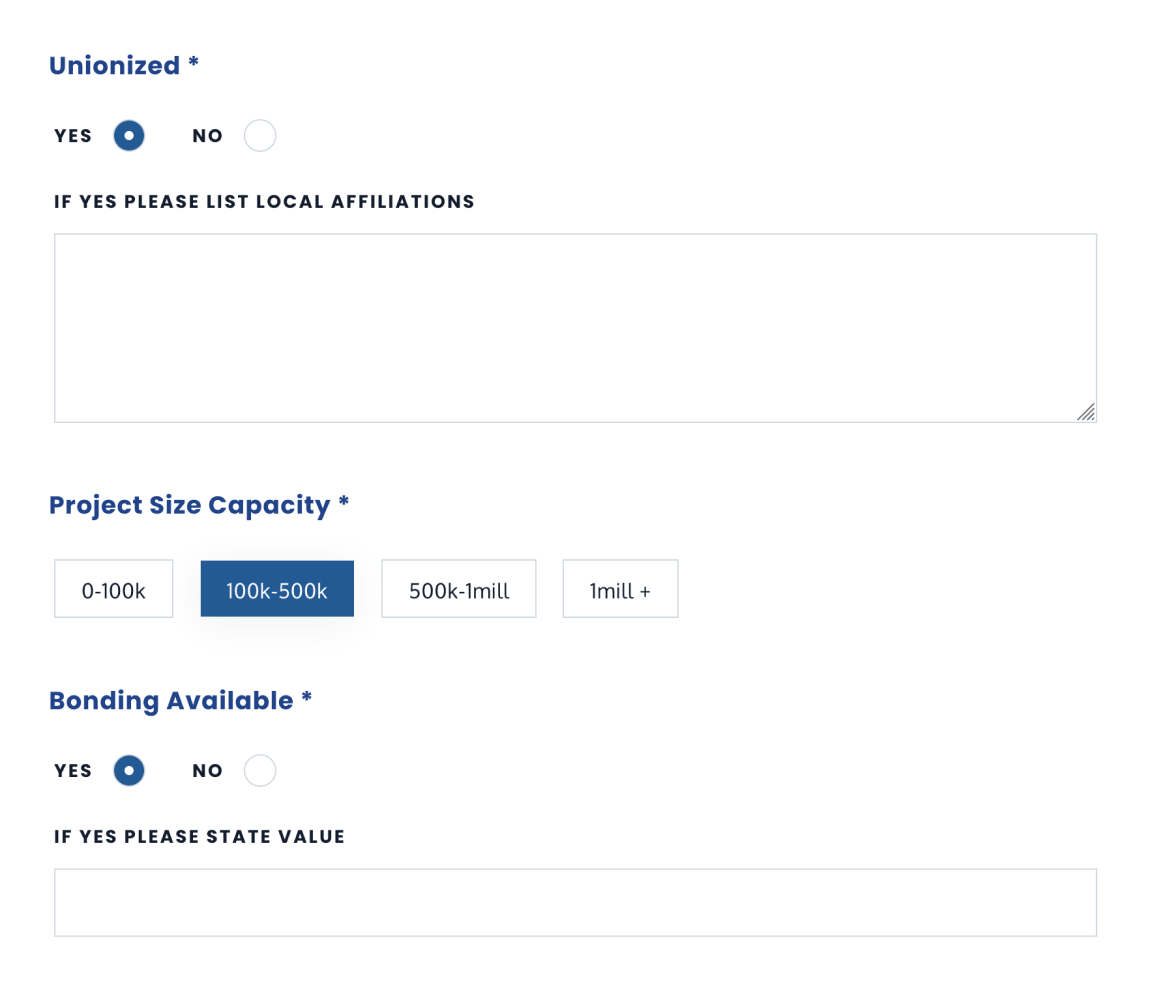 Unionized *
YES NO
IF YES PLEASE LIST LOCAL AFFILIATIONS
Project Size Capacity *
0-100k 100k-500k 500k-1mill 1mill +
Bonding Available *
YES NO
IF YES PLEASE STATE VALUE